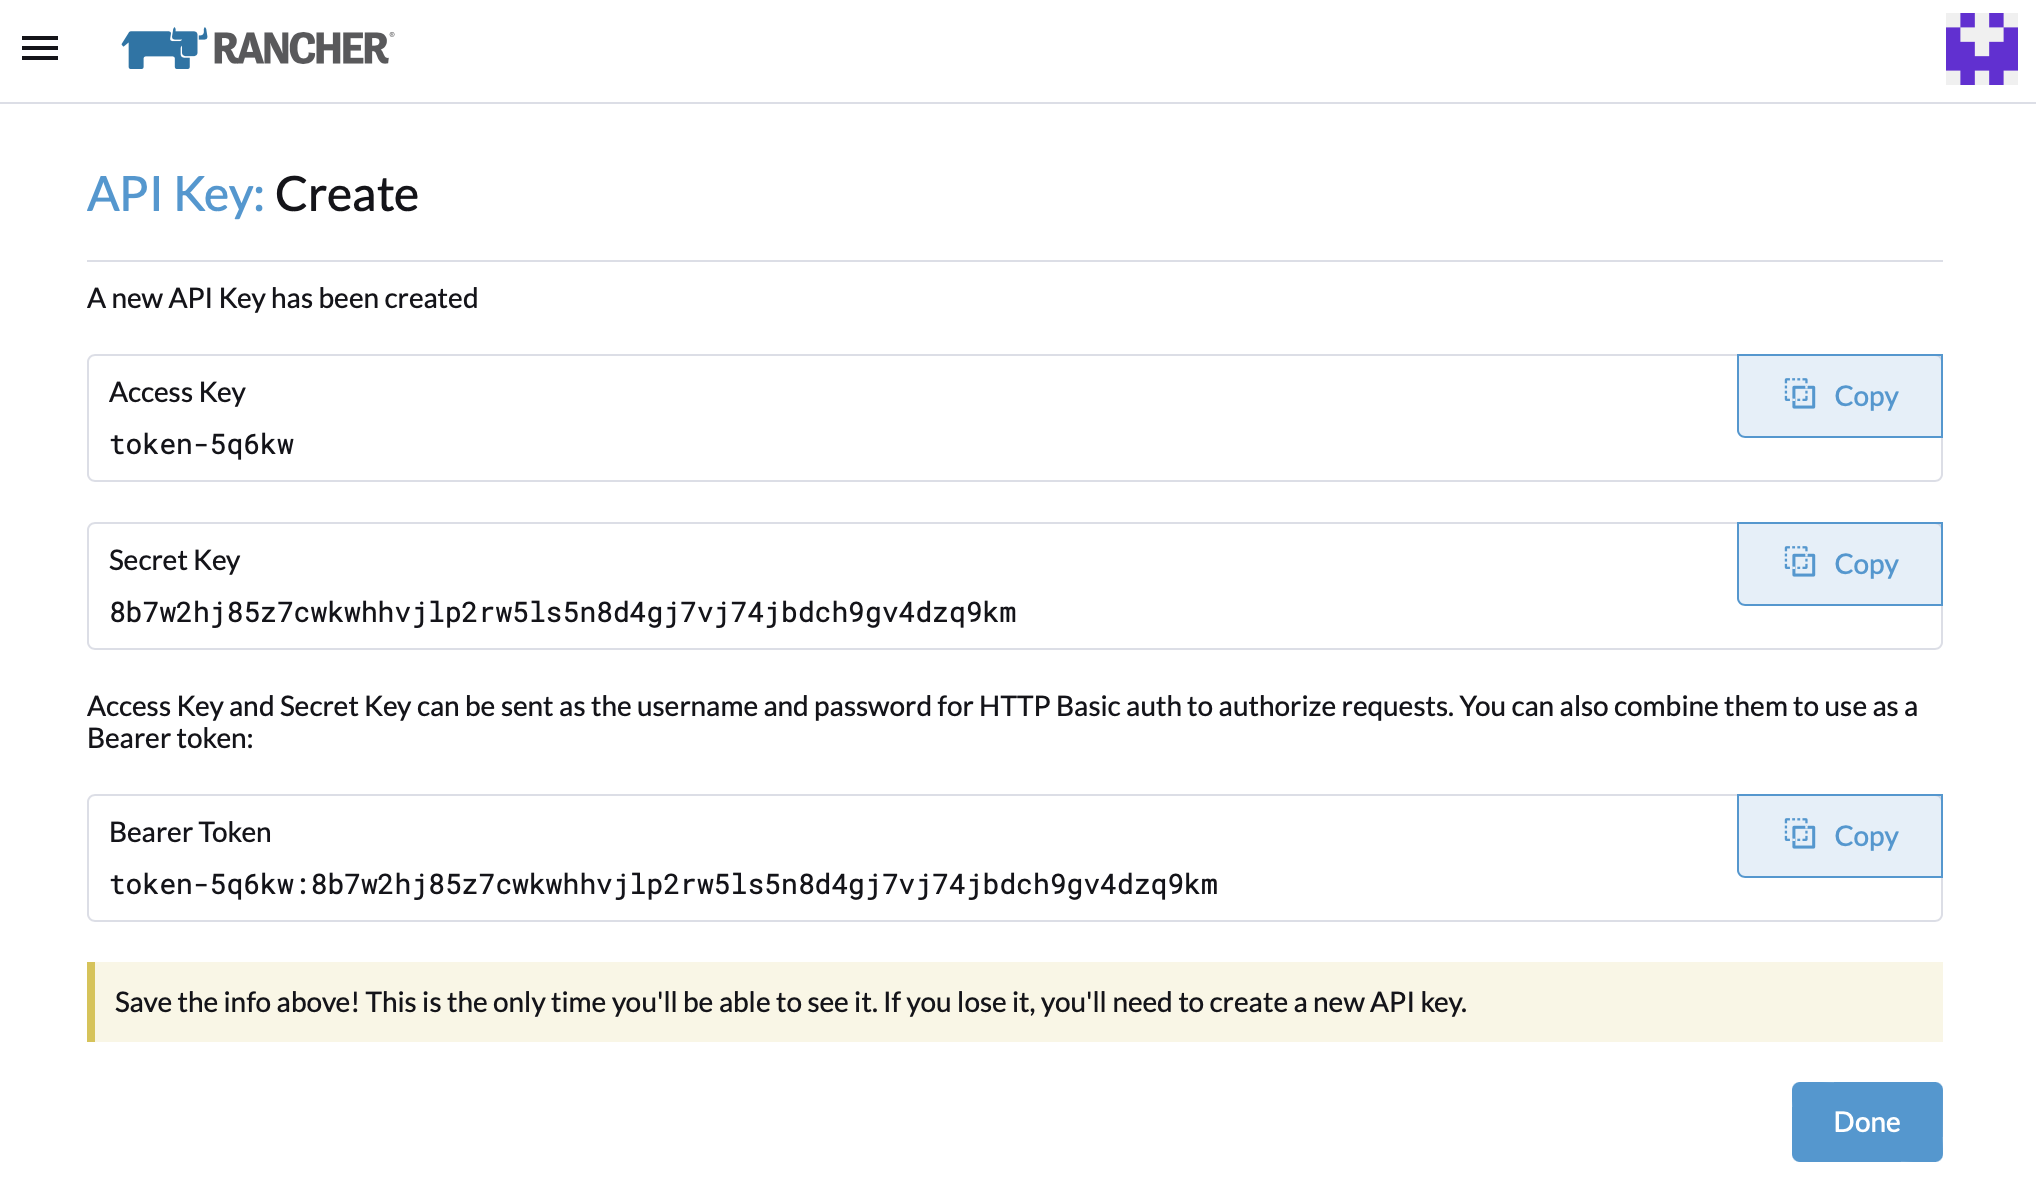 RANCHER®
API Key: Create
A new API Key has been created
Access Key
Copy
token-5q6kw
Secret Key
Copy
8b7w2hj85z7cwkwhhvjlp2rw5ls5n8d4gj7vj74jbdch9gv4dzq9km
Access Key and Secret Key can be sent as the username and password for HTTP Basic auth to authorize requests. You can also combine them to use as a
Bearer token:
Bearer Token
Copy
token-5q6kw:8b7w2hj85z7cwkwhhvjlp2rw5ls5n8d4gj7vj74jbdch9gv4dzq9km
Save the info above! This is the only time you'll be able to see it. If you lose it, you'll need to create a new API key.
Done